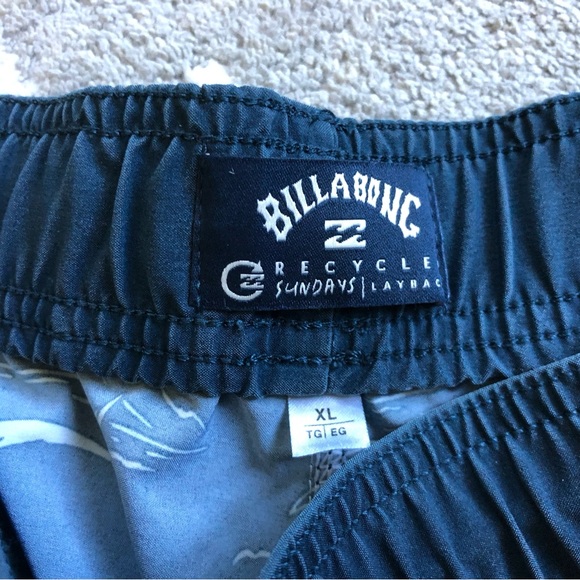 BILLABONG
RECYCLE
SUNDAYS | LAYBAC
XL
TG | EG